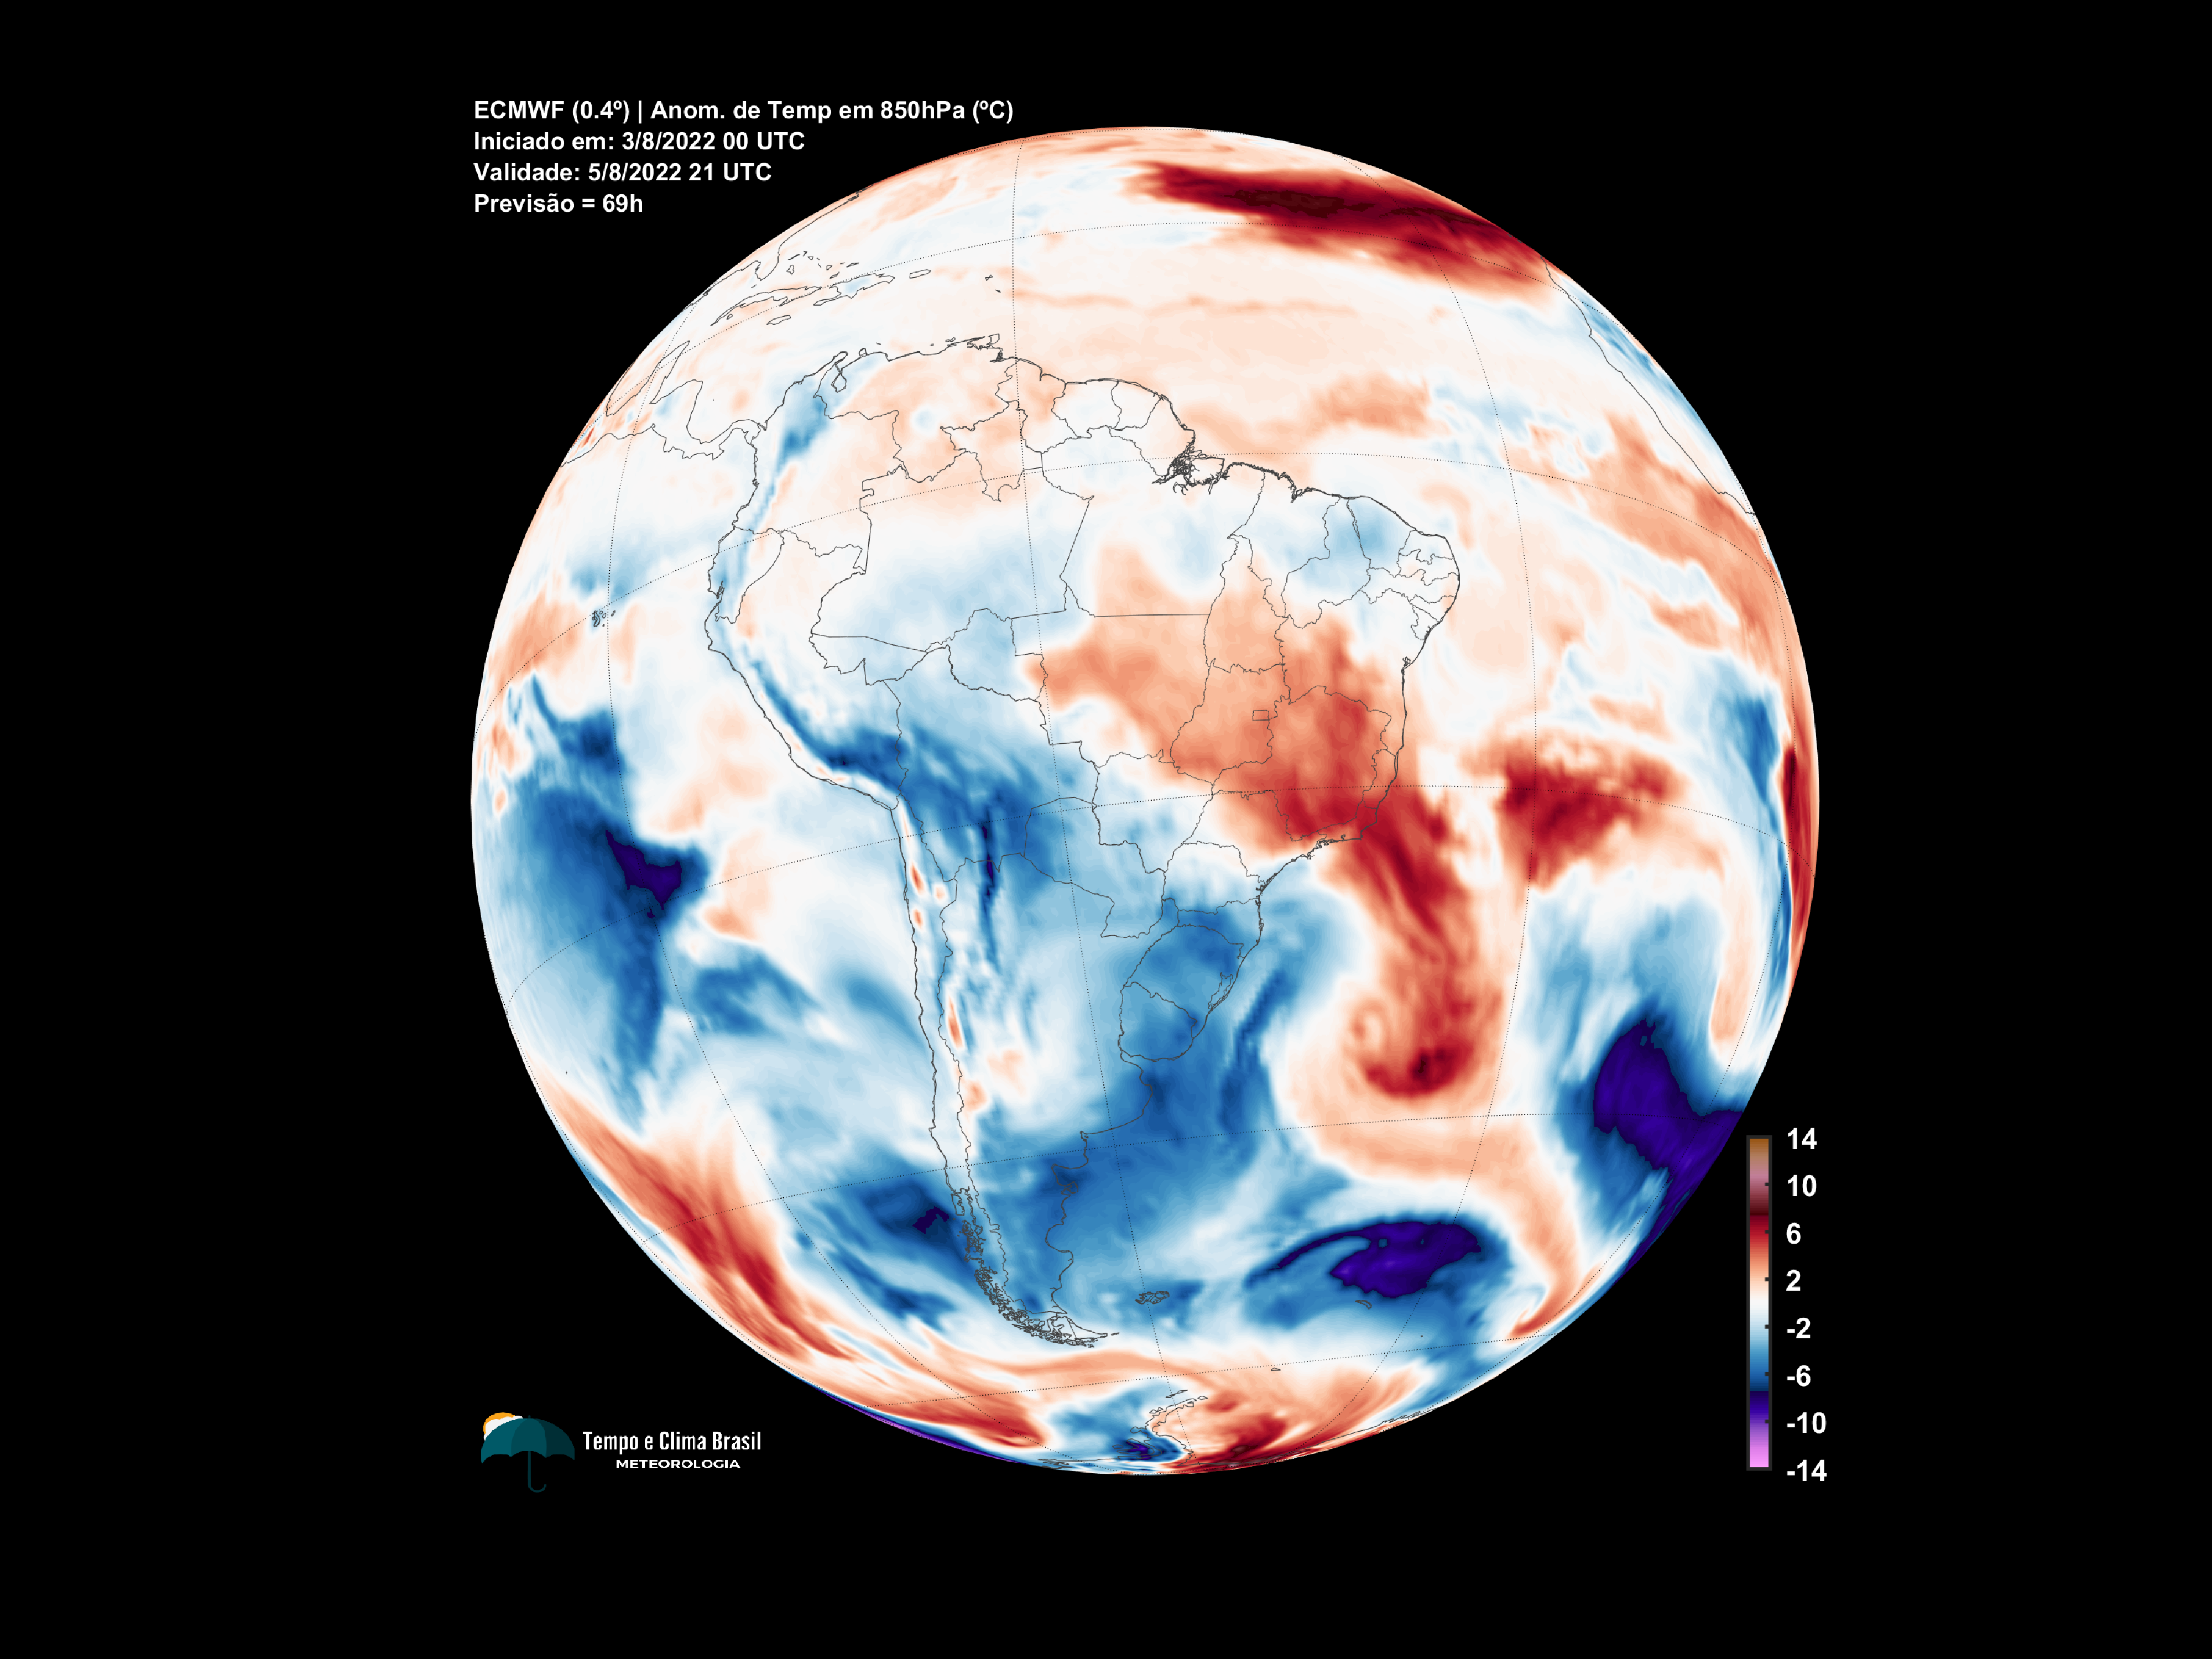 ECMWF (0.4º) | Anom. de Temp em 850hPa (ºC)
Iniciado em: 3/8/2022 00 UTC
Validade: 5/8/2022 21 UTC
Previsão = 69h
14
10
6
2
-2
-6
-10
-14
Tempo e Clima Brasil
METEOROLOGIA